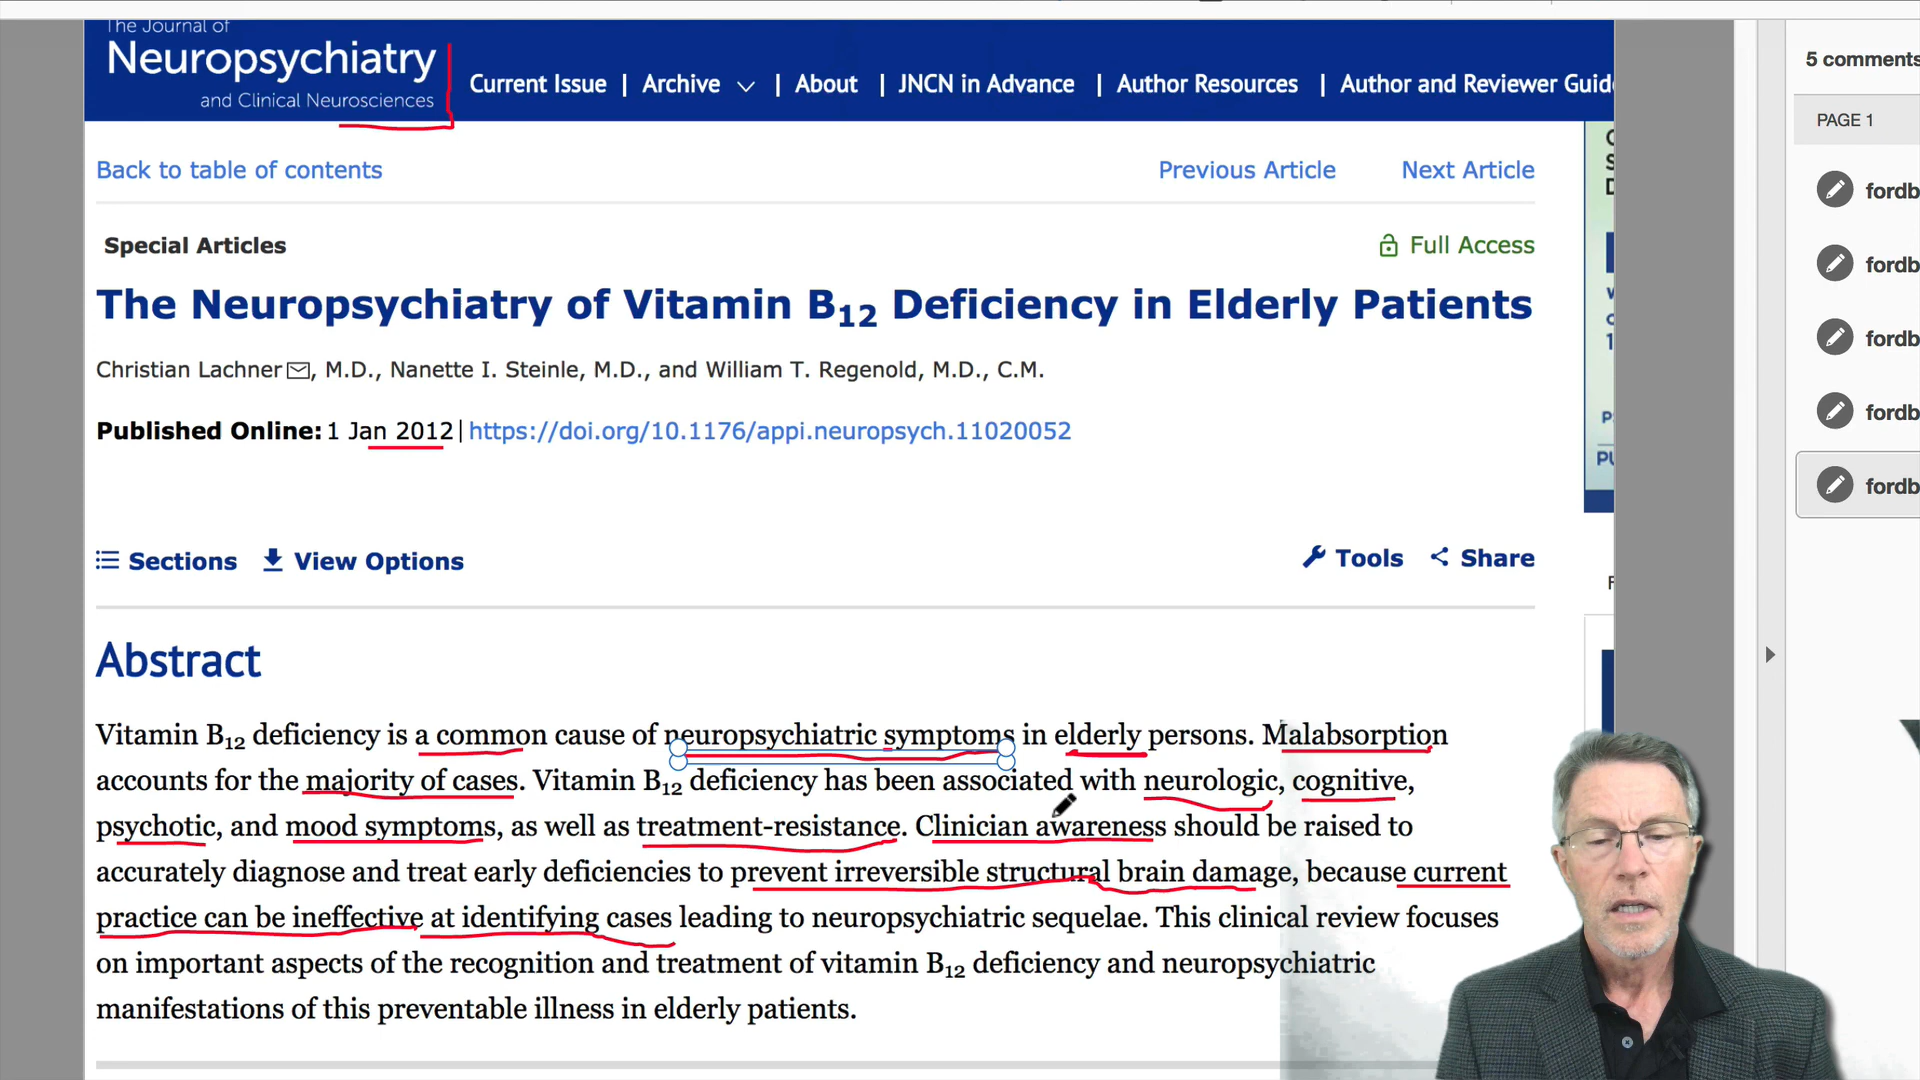 The Journal of
Neuropsychiatry
and Clinical Neurosciences
Current Issue | Archive | About | JNCN in Advance | Author Resources | Author and Reviewer Guid
5 comments
PAGE 1
Back to table of contents
Previous Article
Next Article
fordb
fordb
fordb
fordb
fordb
Special Articles
Full Access
The Neuropsychiatry of Vitamin B12 Deficiency in Elderly Patients
Christian Lachner, M.D., Nanette I. Steinle, M.D., and William T. Regenold, M.D., C.M.
Published Online: 1 Jan 2012 | https://doi.org/10.1176/appi.neuropsych.11020052
Sections
View Options
Tools
Share
Abstract
Vitamin B12 deficiency is a common cause of neuropsychiatric symptoms in elderly persons. Malabsorption
accounts for the majority of cases. Vitamin B12 deficiency has been associated with neurologic, cognitive,
psychotic, and mood symptoms, as well as treatment-resistance. Clinician awareness should be raised to
accurately diagnose and treat early deficiencies to prevent irreversible structural brain damage, because current
practice can be ineffective at identifying cases leading to neuropsychiatric sequelae. This clinical review focuses
on important aspects of the recognition and treatment of vitamin B12 deficiency and neuropsychiatric
manifestations of this preventable illness in elderly patients.